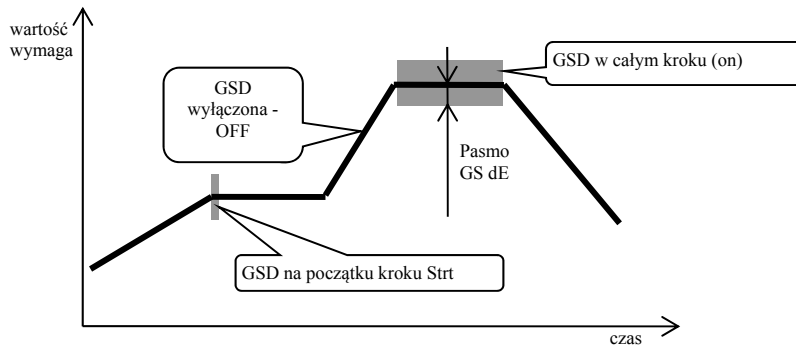 wartość
wymaga
GSD
wyłączona -
OFF
GSD w całym kroku (on)
Pasmo
GS dE
GSD na początku kroku Strt
czas